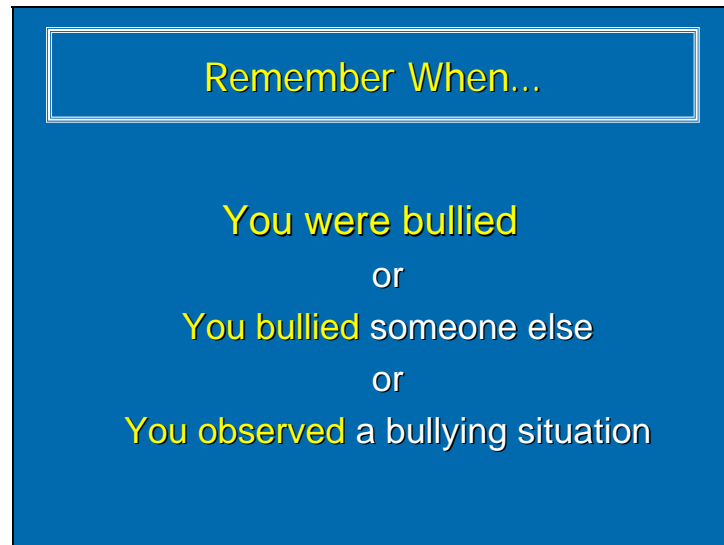 Remember When...
You were bullied
or
You bullied someone else
or
You observed a bullying situation